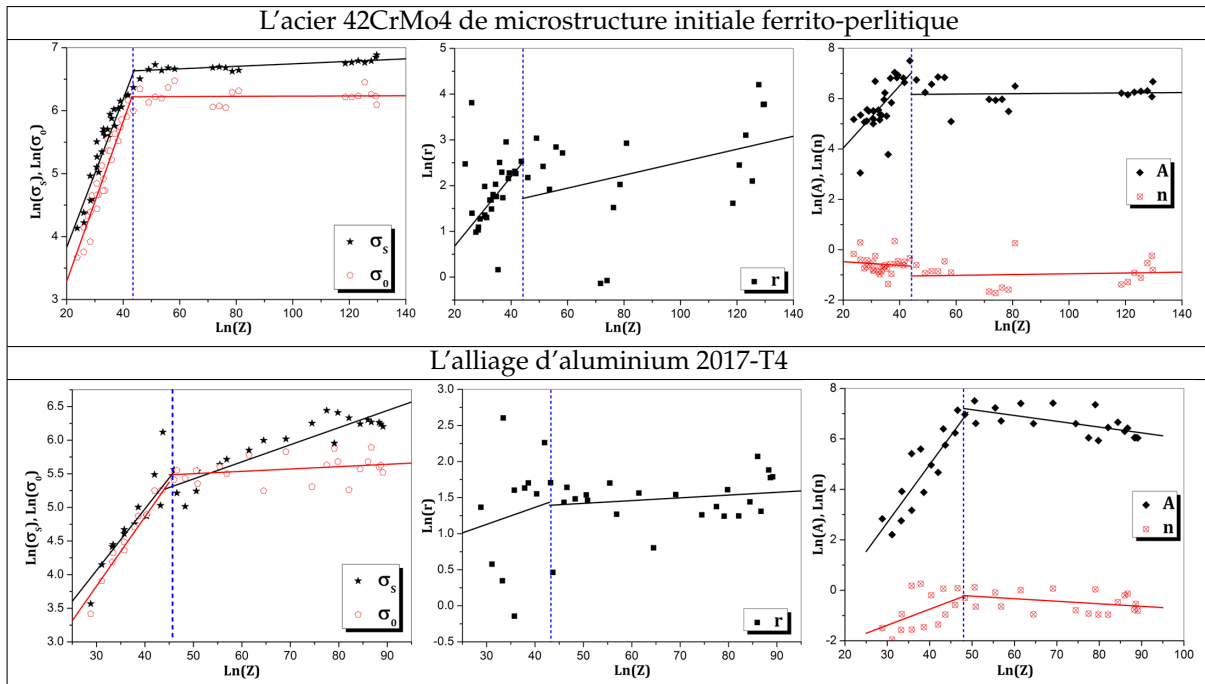 L'acier 42CrMo4 de microstructure initiale ferrito-perlitique
7
6
5
4
3
20 40 60 80 100 120 140
Ln(σs), Ln(σ0)
Ln(Z)
σs
σ0
5
4
3
2
1
0
20 40 60 80 100 120 140
Ln(r)
Ln(Z)
r
8
6
4
2
0
-2
20 40 60 80 100 120 140
Ln(A), Ln(n)
Ln(Z)
A
n
L'alliage d'aluminium 2017-T4
6.5
6.0
5.5
5.0
4.5
4.0
3.5
3.0
30 40 50 60 70 80 90
Ln(σs), Ln(σ0)
Ln(Z)
σs
σ0
3.0
2.5
2.0
1.5
1.0
0.5
0.0
-0.5
30 40 50 60 70 80 90
Ln(r)
Ln(Z)
r
8
6
4
2
0
-2
20 30 40 50 60 70 80 90 100
Ln(A), Ln(n)
Ln(Z)
A
n